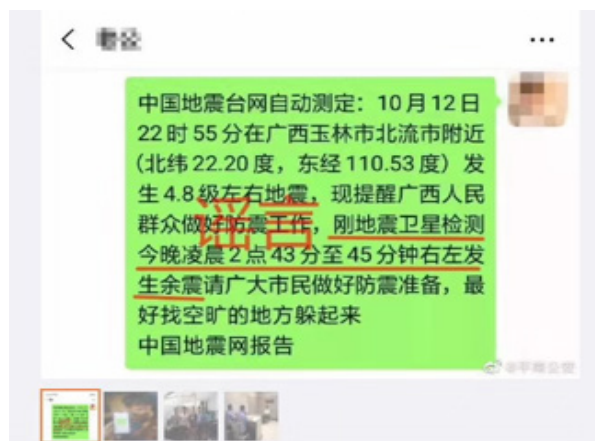 中国地震台网自动测定：10月12日
22时55分在广西玉林市北流市附近
（北纬22.20度，东经110.53度）发
生4.8级左右地震，现提醒广西人民
群众做好防震工作，刚地震卫星检测
今晚凌晨2点43分至45分钟右左发
生余震请广大市民做好防震准备，最
好找空旷的地方躲起来
中国地震网报告
谣言